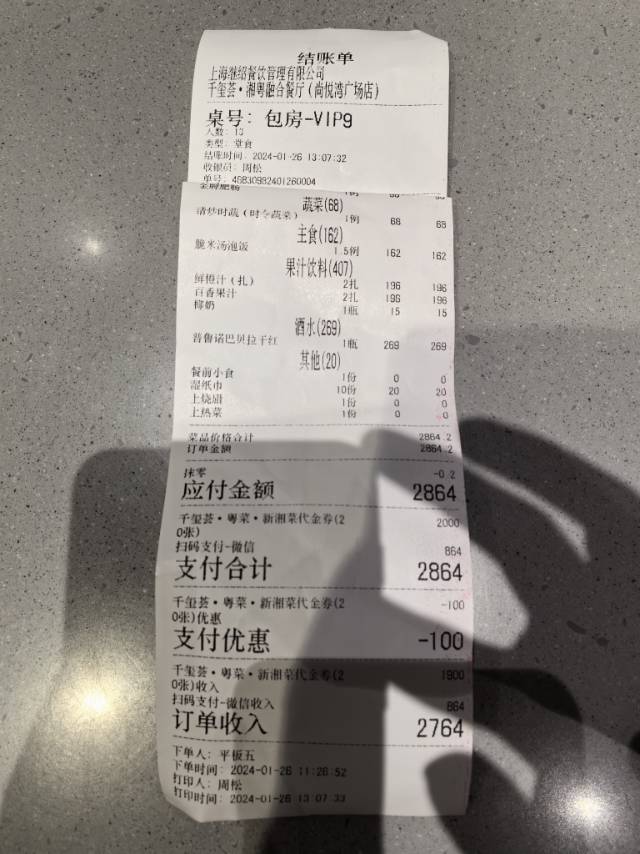 结账单
上海继绍餐饮管理有限公司
千玺荟·湘粤融合餐厅(尚悦湾广场店)
桌号: 包房-VIP9
人数: 10
类型: 堂食
结账时间: 2024-01-26 13:07:32
收银员: 周松
单号: 46830982401260004
蔬菜(68)
清炒时蔬(时令蔬菜) 1例 68 68
主食(162)
脆米汤泡饭 1.5例 162 162
果汁饮料(407)
鲜橙汁(扎) 2扎 196 196
百香果汁 2扎 196 196
椰奶 1瓶 15 15
酒水(269)
普鲁诺巴贝拉干红 1瓶 269 269
其他(20)
餐前小食 1份 0 0
湿纸巾 10份 20 20
上烧腊 1份 0 0
上热菜 1份 0 0
菜品价格合计 2864.2
订单金额 2864.2
抹零 -0.2
应付金额 2864
千玺荟·粤菜·新湘菜代金券(2 2000
0张)
扫码支付-微信 864
支付合计 2864
千玺荟·粤菜·新湘菜代金券(2 -100
0张)优惠
支付优惠 -100
千玺荟·粤菜·新湘菜代金券(2 1900
0张)收入
扫码支付-微信收入 864
订单收入 2764
下单人: 平板五
下单时间: 2024-01-26 11:26:52
打印人: 周松
打印时间: 2024-01-26 13:07:33